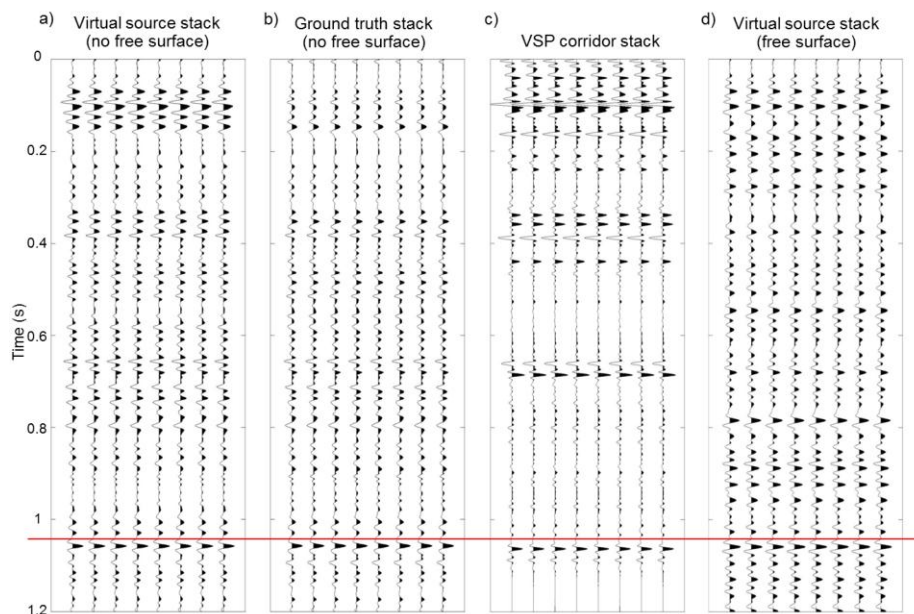 a) Virtual source stack
(no free surface)
b) Ground truth stack
(no free surface)
c)
VSP corridor stack
d) Virtual source stack
(free surface)
0
0.2
0.4
0.6
0.8
1
1.2
Time (s)